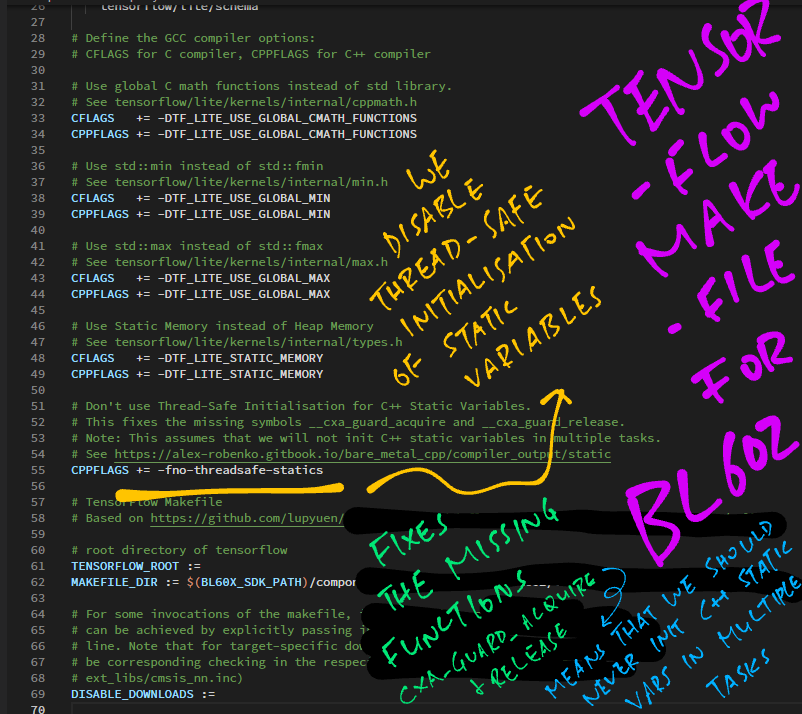 26 tensorflow/lite/schema
27
28 # Define the GCC compiler options:
29 # CFLAGS for C compiler, CPPFLAGS for C++ compiler
30
31 # Use global C math functions instead of std library.
32 # See tensorflow/lite/kernels/internal/cppmath.h
33 CFLAGS   += -DTF_LITE_USE_GLOBAL_CMATH_FUNCTIONS
34 CPPFLAGS += -DTF_LITE_USE_GLOBAL_CMATH_FUNCTIONS
35
36 # Use std::min instead of std::fmin
37 # See tensorflow/lite/kernels/internal/min.h
38 CFLAGS   += -DTF_LITE_USE_GLOBAL_MIN
39 CPPFLAGS += -DTF_LITE_USE_GLOBAL_MIN
40
41 # Use std::max instead of std::fmax
42 # See tensorflow/lite/kernels/internal/max.h
43 CFLAGS   += -DTF_LITE_USE_GLOBAL_MAX
44 CPPFLAGS += -DTF_LITE_USE_GLOBAL_MAX
45
46 # Use Static Memory instead of Heap Memory
47 # See tensorflow/lite/kernels/internal/types.h
48 CFLAGS   += -DTF_LITE_STATIC_MEMORY
49 CPPFLAGS += -DTF_LITE_STATIC_MEMORY
50
51 # Don't use Thread-Safe Initialisation for C++ Static Variables.
52 # This fixes the missing symbols __cxa_guard_acquire and __cxa_guard_release.
53 # Note: This assumes that we will not init C++ static variables in multiple tasks.
54 # See https://alex-robenko.gitbook.io/bare_metal_cpp/compiler_output/static
55 CPPFLAGS += -fno-threadsafe-statics
56
57 # TensorFlow Makefile
58 # Based on https://github.com/lupyuen/
59
60 # root directory of tensorflow
61 TENSORFLOW_ROOT :=
62 MAKEFILE_DIR := $(BL60X_SDK_PATH)/compon
63
64 # For some invocations of the makefile,
65 # can be achieved by explicitly passing i
66 # line. Note that for target-specific do
67 # be corresponding checking in the respec
68 # ext_libs/cmsis_nn.inc)
69 DISABLE_DOWNLOADS :=
70
WE
DISABLE
THREAD-SAFE
INITIALISATION
OF STATIC
VARIABLES
TENSOR
-FLOW
MAKE
-FILE
FOR
BL602
FIXES
THE MISSING
FUNCTIONS
CXA-GUARD-ACQUIRE
+ RELEASE
MEANS THAT WE SHOULD
NEVER INIT C++ STATIC
VARS IN MULTIPLE
TASKS